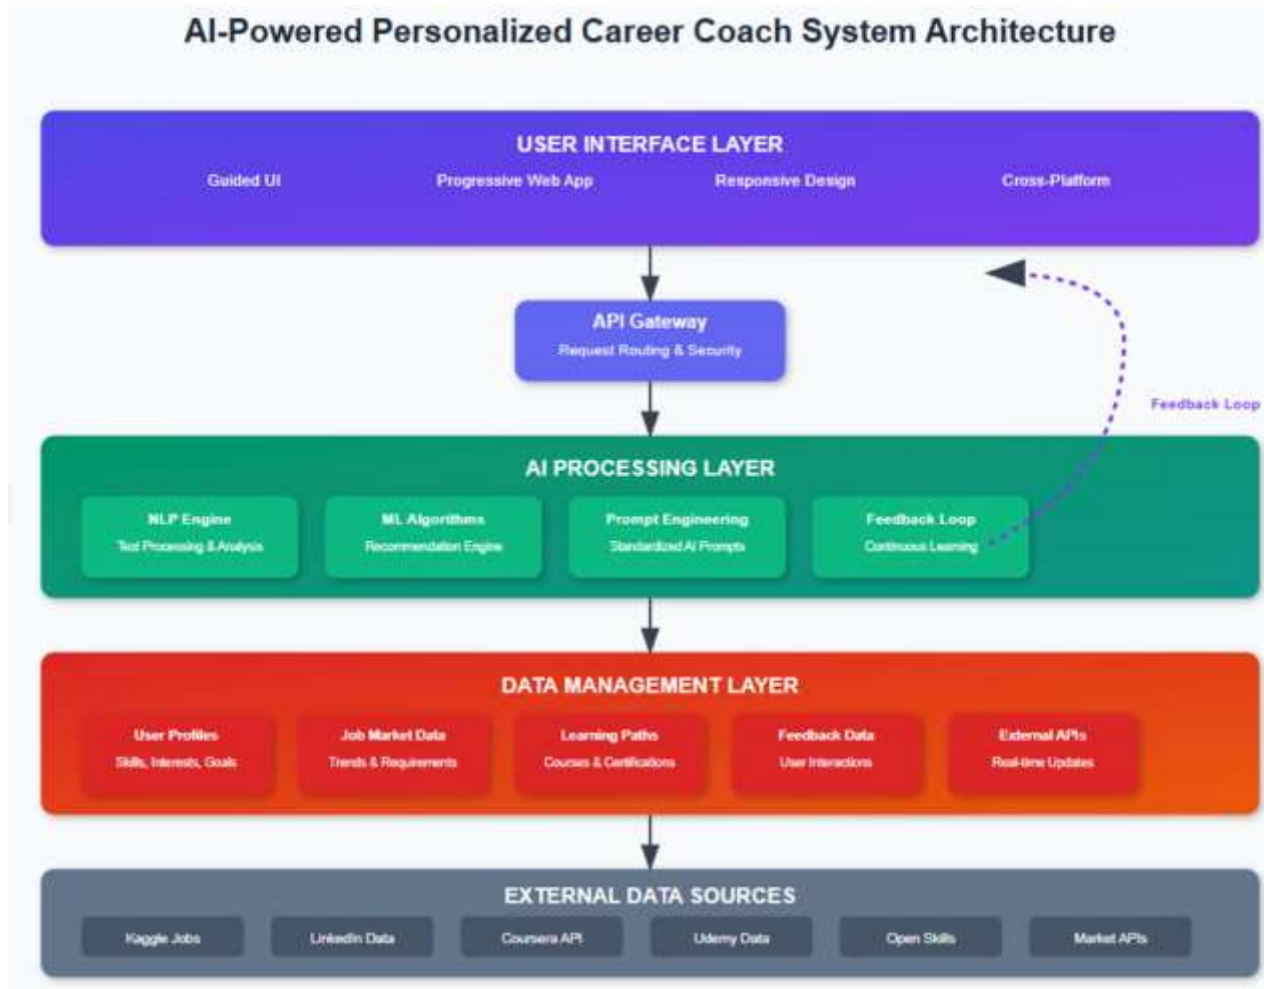 AI-Powered Personalized Career Coach System Architecture
USER INTERFACE LAYER
Guided UI
Progressive Web App
Responsive Design
Cross-Platform
API Gateway
Request Routing & Security
Feedback Loop
AI PROCESSING LAYER
NLP Engine
Text Processing & Analysis
ML Algorithms
Recommendation Engine
Prompt Engineering
Standardized AI Prompts
Feedback Loop
Continuous Learning
DATA MANAGEMENT LAYER
User Profiles
Skills, Interests, Goals
Job Market Data
Trends & Requirements
Learning Paths
Courses & Certifications
Feedback Data
User Interactions
External APIs
Real-time Updates
EXTERNAL DATA SOURCES
Kaggle Jobs
LinkedIn Data
Coursera API
Udemy Data
Open Skills
Market APIs